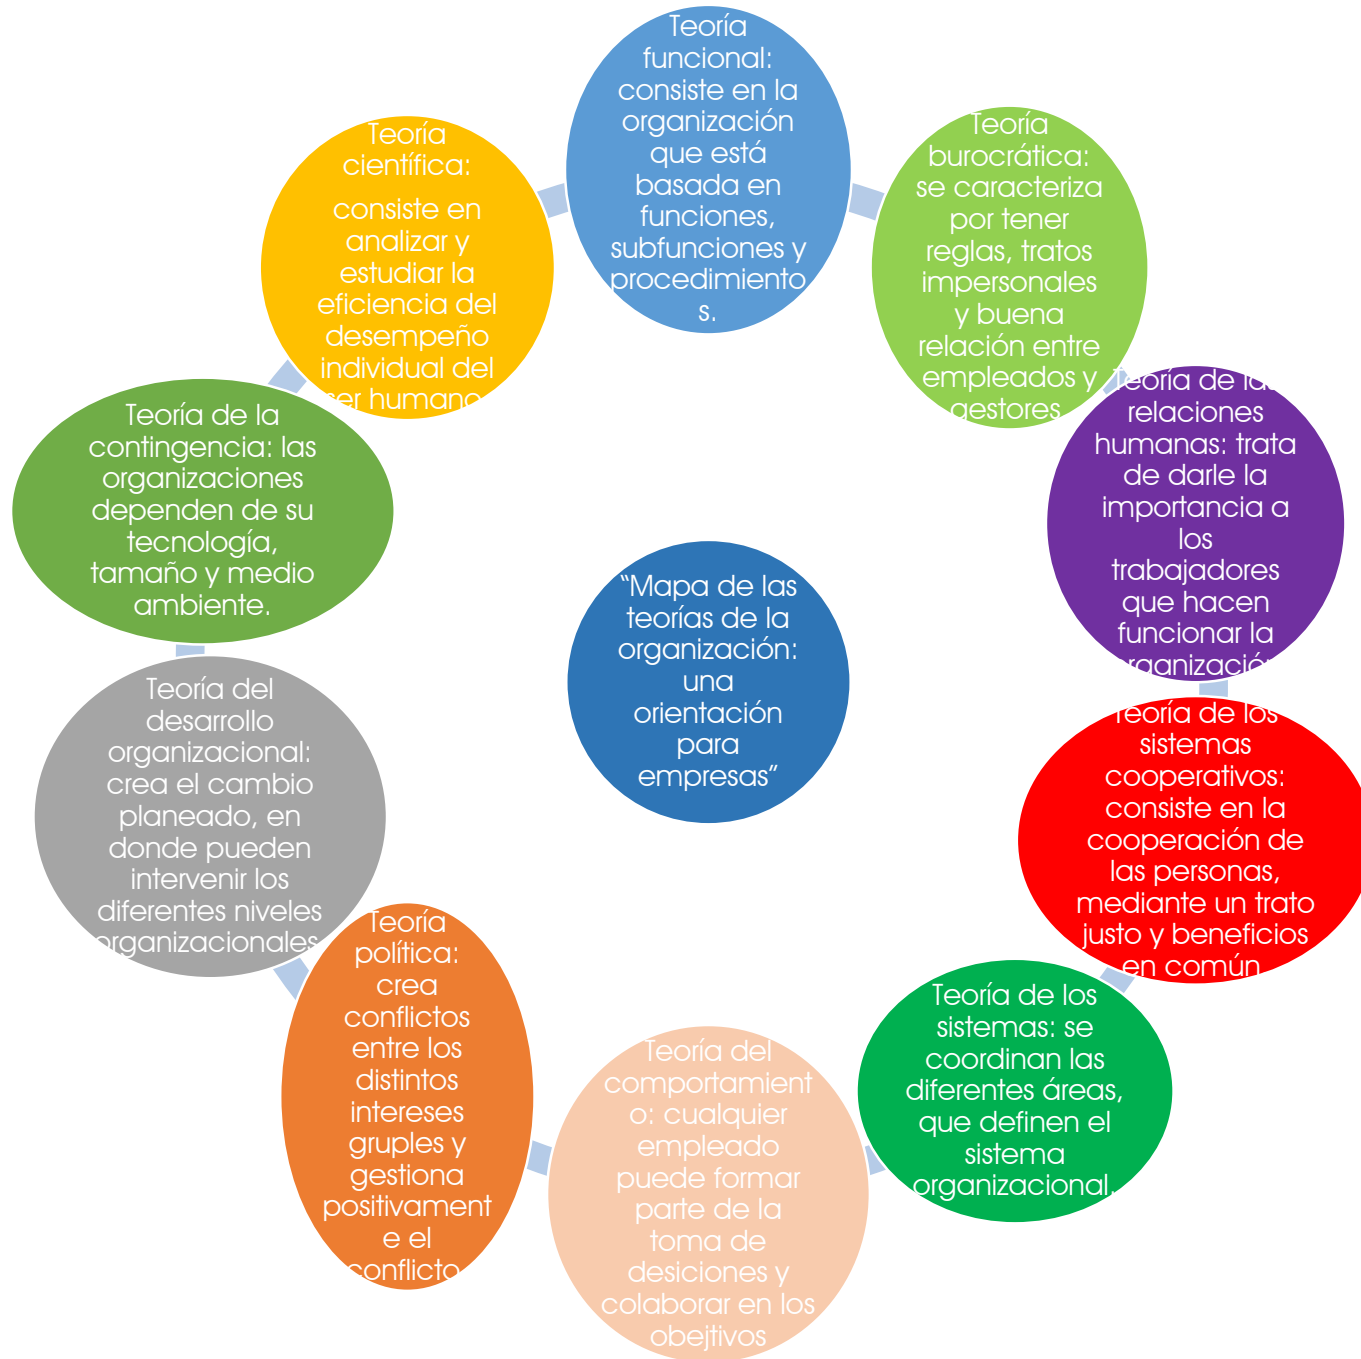 Teoría
funcional:
consiste en la
organización
que está
basada en
funciones,
subfunciones y
procedimiento
s.
Teoría
burocrática:
se caracteriza
por tener
reglas, tratos
impersonales
y buena
relación entre
empleados y
gestores
Teoría de las
relaciones
humanas: trata
de darle la
importancia a
los
trabajadores
que hacen
funcionar la
organización
Teoría de los
sistemas
cooperativos:
consiste en la
cooperación de
las personas,
mediante un trato
justo y beneficios
en común
Teoría de los
sistemas: se
coordinan las
diferentes áreas,
que definen el
sistema
organizacional.
Teoría del
comportamient
o: cualquier
empleado
puede formar
parte de la
toma de
desiciones y
colaborar en los
obejtivos
Teoría
política:
crea
conflictos
entre los
distintos
intereses
gruples y
gestiona
positivament
e el
conflicto.
Teoría del
desarrollo
organizacional:
crea el cambio
planeado, en
donde pueden
intervenir los
diferentes niveles
organizacionales.
Teoría de la
contingencia: las
organizaciones
dependen de su
tecnología,
tamaño y medio
ambiente.
Teoría
científica:
consiste en
analizar y
estudiar la
eficiencia del
desempeño
individual del
ser humano.
“Mapa de las
teorías de la
organización:
una
orientación
para
empresas”